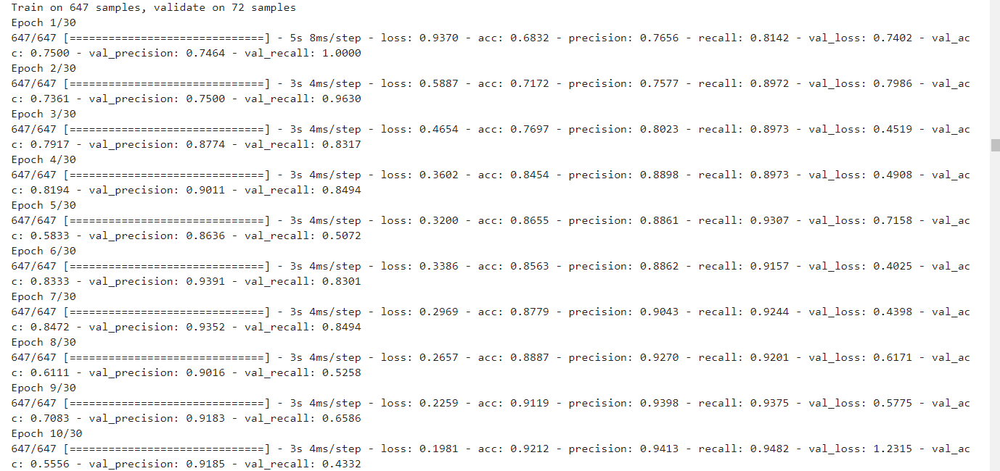 Train on 647 samples, validate on 72 samples
Epoch 1/30
647/647 [==============================] - 5s 8ms/step - loss: 0.9370 - acc: 0.6832 - precision: 0.7656 - recall: 0.8142 - val_loss: 0.7402 - val_ac
c: 0.7500 - val_precision: 0.7464 - val_recall: 1.0000
Epoch 2/30
647/647 [==============================] - 3s 4ms/step - loss: 0.5887 - acc: 0.7172 - precision: 0.7577 - recall: 0.8972 - val_loss: 0.7986 - val_ac
c: 0.7361 - val_precision: 0.7500 - val_recall: 0.9630
Epoch 3/30
647/647 [==============================] - 3s 4ms/step - loss: 0.4654 - acc: 0.7697 - precision: 0.8023 - recall: 0.8973 - val_loss: 0.4519 - val_ac
c: 0.7917 - val_precision: 0.8774 - val_recall: 0.8317
Epoch 4/30
647/647 [==============================] - 3s 4ms/step - loss: 0.3602 - acc: 0.8454 - precision: 0.8898 - recall: 0.8973 - val_loss: 0.4908 - val_ac
c: 0.8194 - val_precision: 0.9011 - val_recall: 0.8494
Epoch 5/30
647/647 [==============================] - 3s 4ms/step - loss: 0.3200 - acc: 0.8655 - precision: 0.8861 - recall: 0.9307 - val_loss: 0.7158 - val_ac
c: 0.5833 - val_precision: 0.8636 - val_recall: 0.5072
Epoch 6/30
647/647 [==============================] - 3s 4ms/step - loss: 0.3386 - acc: 0.8563 - precision: 0.8862 - recall: 0.9157 - val_loss: 0.4025 - val_ac
c: 0.8333 - val_precision: 0.9391 - val_recall: 0.8301
Epoch 7/30
647/647 [==============================] - 3s 4ms/step - loss: 0.2969 - acc: 0.8779 - precision: 0.9043 - recall: 0.9244 - val_loss: 0.4398 - val_ac
c: 0.8472 - val_precision: 0.9352 - val_recall: 0.8494
Epoch 8/30
647/647 [==============================] - 3s 4ms/step - loss: 0.2657 - acc: 0.8887 - precision: 0.9270 - recall: 0.9201 - val_loss: 0.6171 - val_ac
c: 0.6111 - val_precision: 0.9016 - val_recall: 0.5258
Epoch 9/30
647/647 [==============================] - 3s 4ms/step - loss: 0.2259 - acc: 0.9119 - precision: 0.9398 - recall: 0.9375 - val_loss: 0.5775 - val_ac
c: 0.7083 - val_precision: 0.9183 - val_recall: 0.6586
Epoch 10/30
647/647 [==============================] - 3s 4ms/step - loss: 0.1981 - acc: 0.9212 - precision: 0.9413 - recall: 0.9482 - val_loss: 1.2315 - val_ac
c: 0.5556 - val_precision: 0.9185 - val_recall: 0.4332